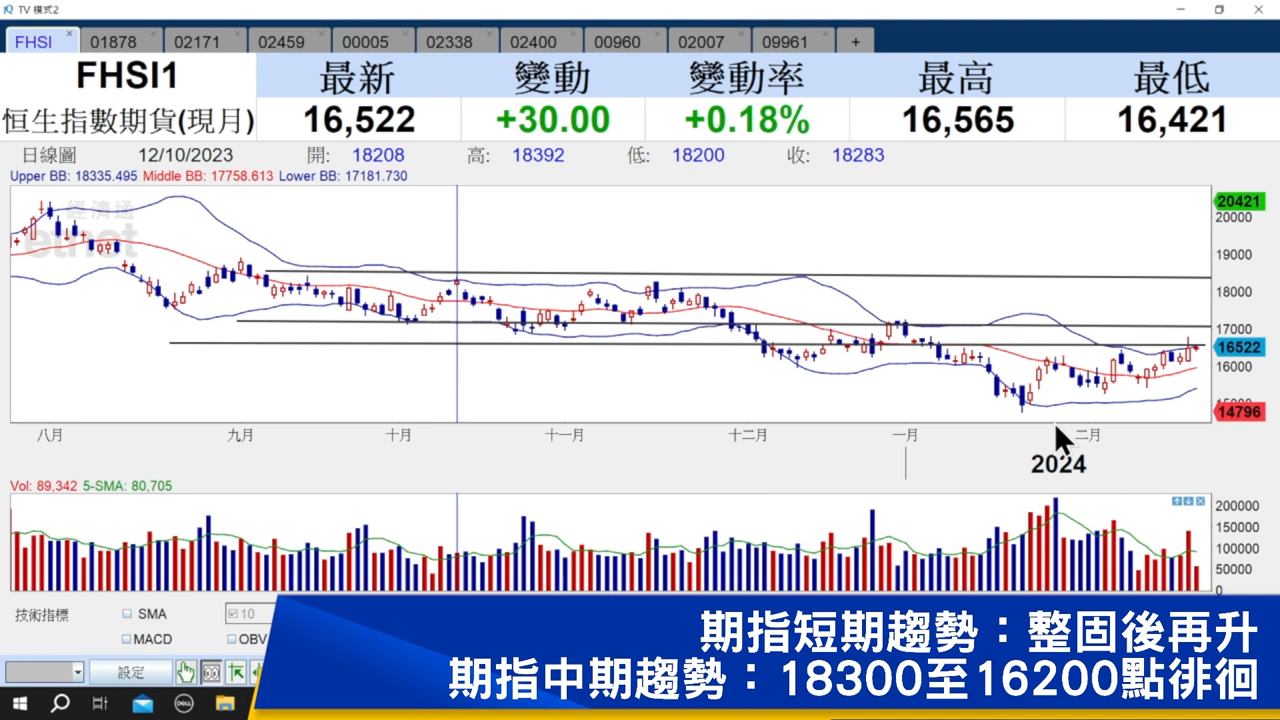 TV 模式2
FHSI 01878 02171 02459 00005 02338 02400 00960 02007 09961 +
FHSI1 最新 變動 變動率 最高 最低
恒生指數期貨(現月) 16,522 +30.00 +0.18% 16,565 16,421
日線圖 12/10/2023 開: 18208 高: 18392 低: 18200 收: 18283
Upper BB: 18335.495 Middle BB: 17758.613 Lower BB: 17181.730
經濟通
etnet
20421
20000
19000
18000
17000
16522
16000
14796
八月 九月 十月 十一月 十二月 一月 二月
2024
Vol: 89,342 5-SMA: 80,705
200000
150000
100000
50000
0
技術指標 SMA 10
MACD OBV
設定
DELL
期指短期趨勢：整固後再升
期指中期趨勢：18300至16200點徘徊